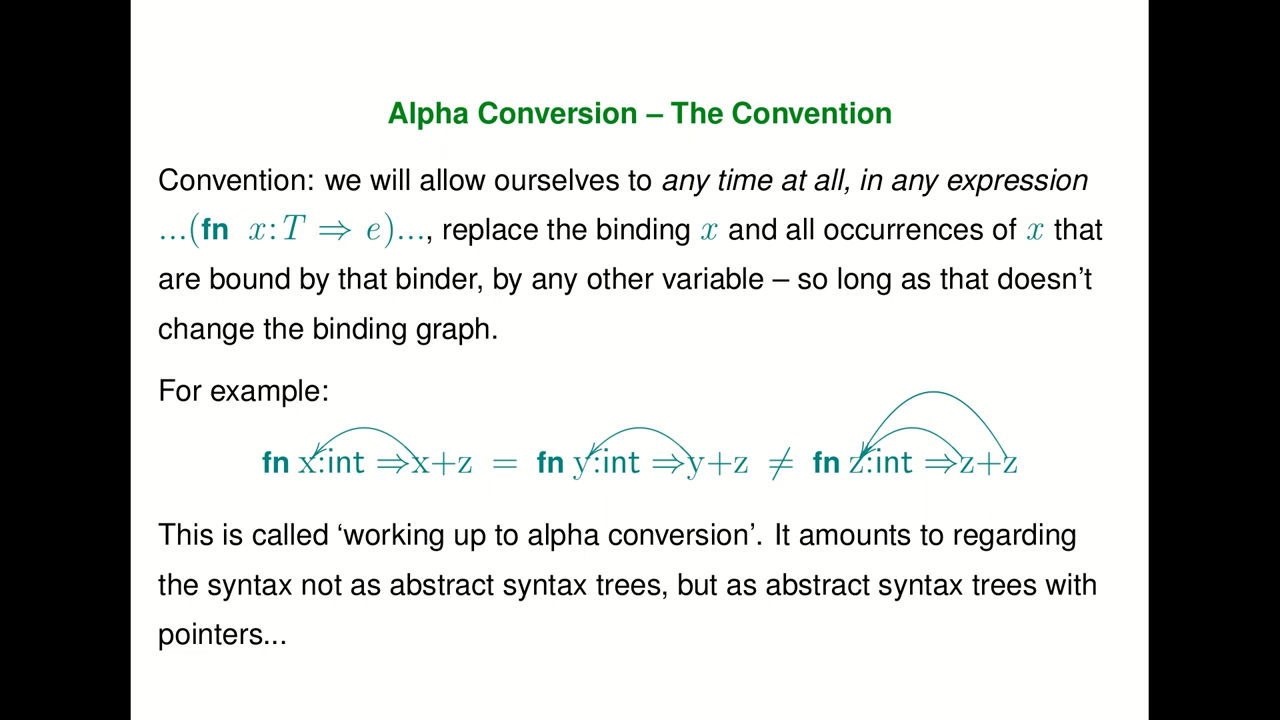 Alpha Conversion – The Convention
Convention: we will allow ourselves to any time at all, in any expression
...(fn x:T ⇒ e)..., replace the binding x and all occurrences of x that
are bound by that binder, by any other variable – so long as that doesn't
change the binding graph.
For example:
fn x:int ⇒x+z = fn y:int ⇒y+z ≠ fn z:int ⇒z+z
This is called ‘working up to alpha conversion’. It amounts to regarding
the syntax not as abstract syntax trees, but as abstract syntax trees with
pointers...